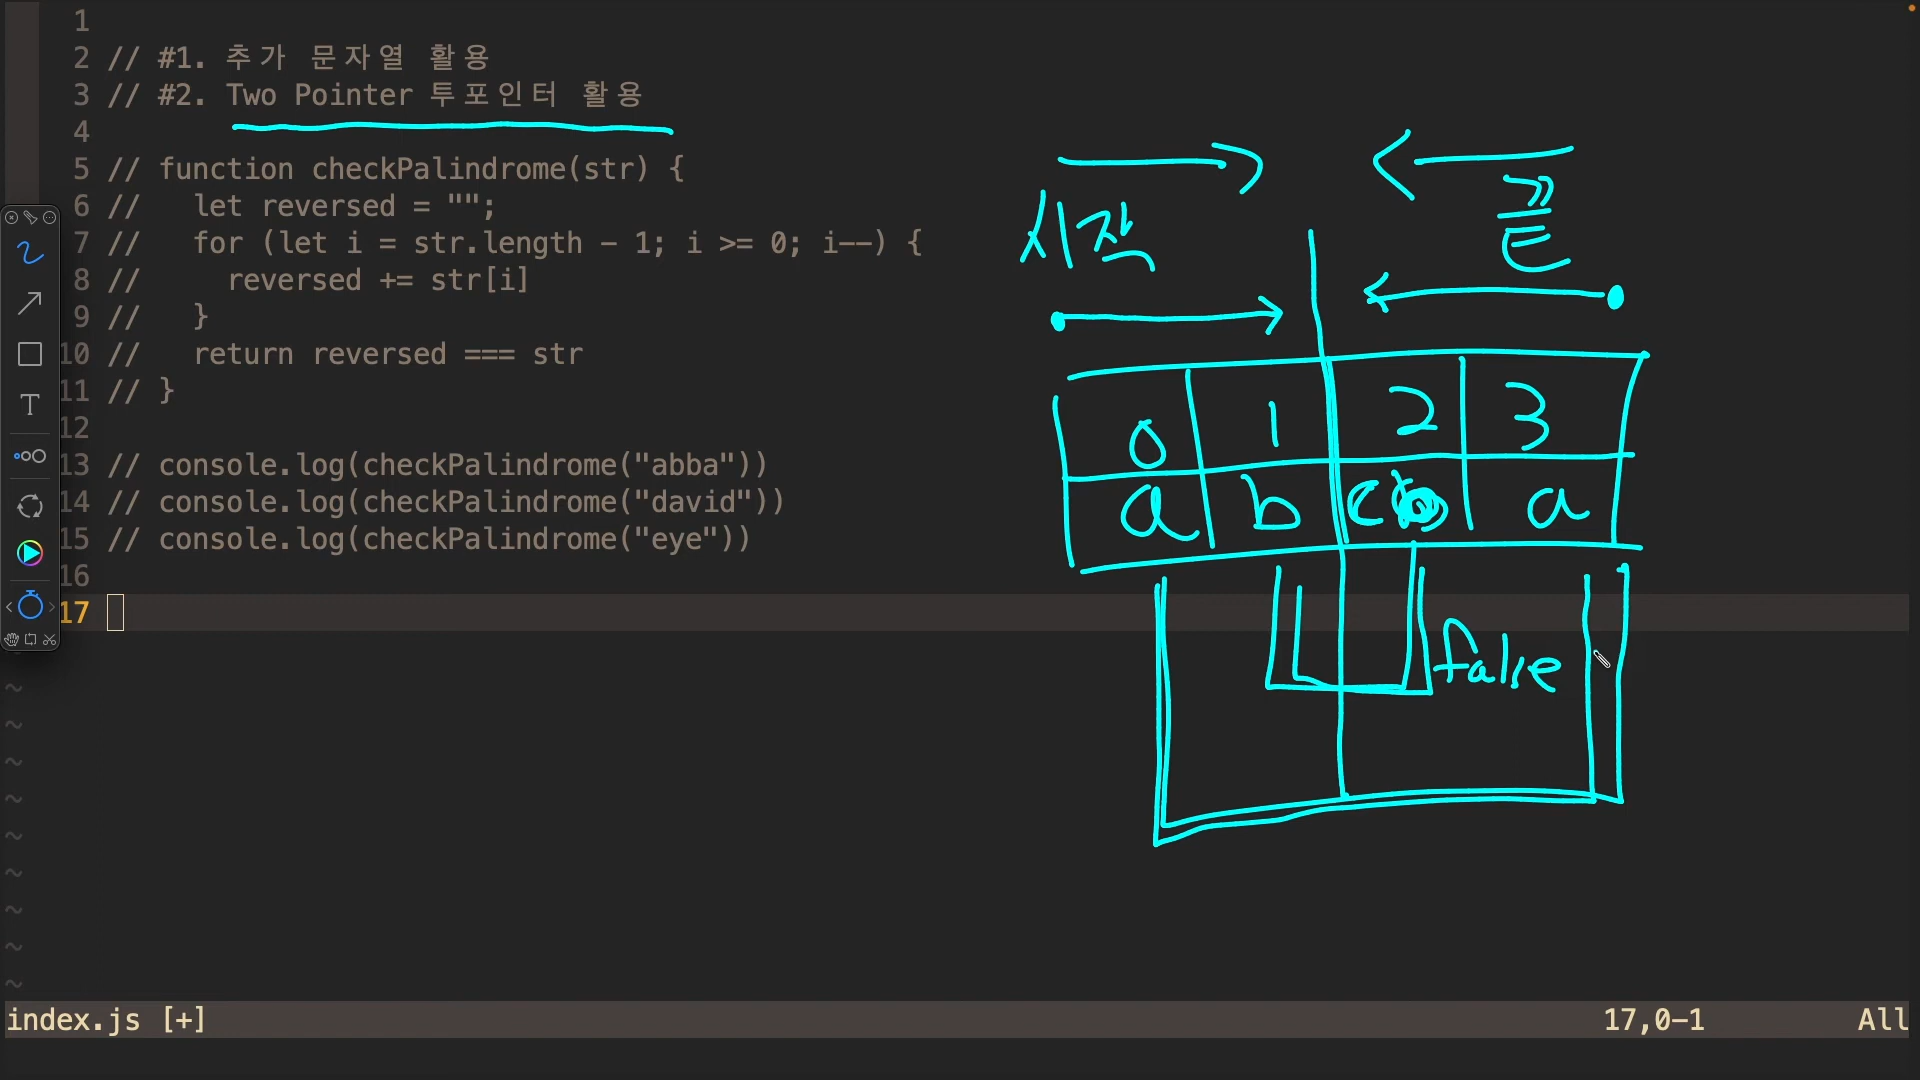 1
2 // #1. 추가 문자열 활용
3 // #2. Two Pointer 투포인터 활용
4
5 // function checkPalindrome(str) {
6 //   let reversed = "";
7 //   for (let i = str.length - 1; i >= 0; i--) {
8 //     reversed += str[i]
9 //   }
10 //   return reversed === str
11 // }
12
13 // console.log(checkPalindrome("abba"))
14 // console.log(checkPalindrome("david"))
15 // console.log(checkPalindrome("eye"))
16
17
시작
끝
0 1 2 3
a b c a
false
T
~
~
~
~
~
~
~
~
~
index.js [+] 17,0-1 All